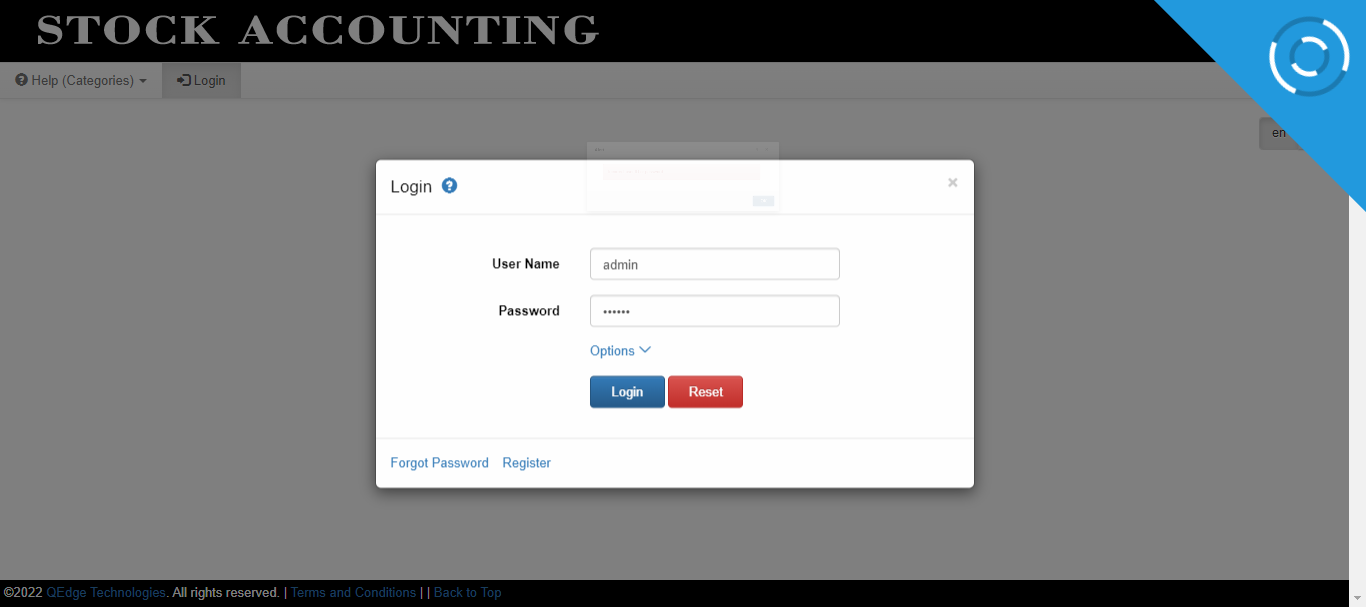 STOCK ACCOUNTING
Help (Categories) Login
en
Login
×
User Name admin
Password ••••••
Options
Login Reset
Forgot Password Register
©2022 QEdge Technologies. All rights reserved. | Terms and Conditions | | Back to Top